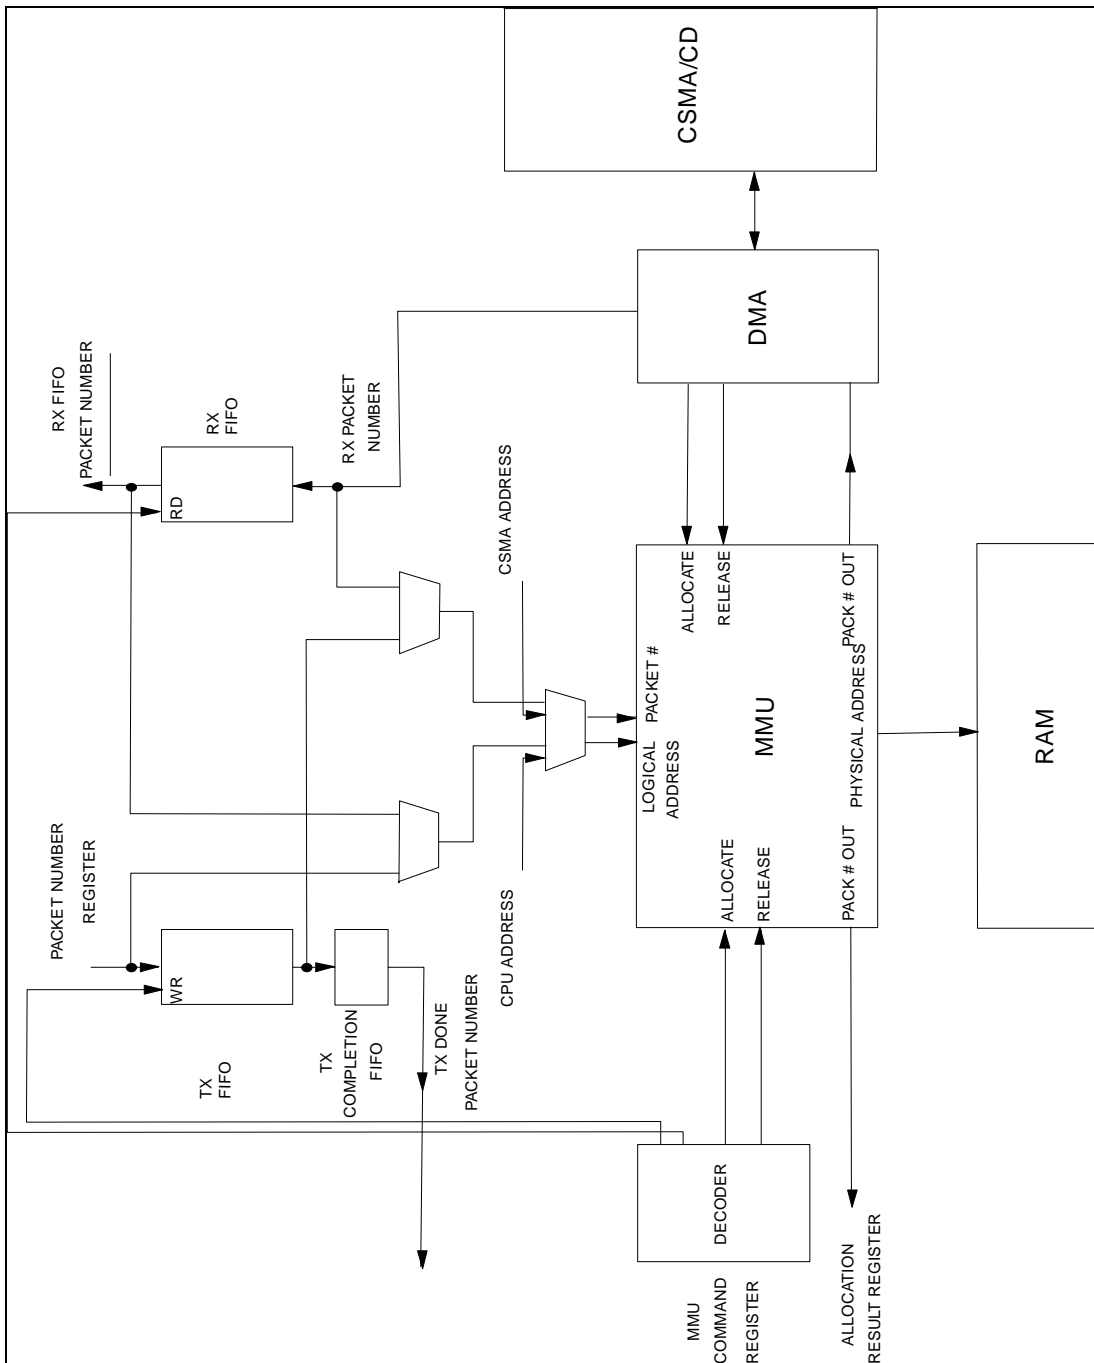 CSMA/CD
DMA
RX FIFO
PACKET NUMBER
RX
FIFO
RD
RX PACKET
NUMBER
CSMA ADDRESS
ALLOCATE
RELEASE
PACK # OUT
PACKET #
LOGICAL
ADDRESS
MMU
PHYSICAL ADDRESS
RAM
ALLOCATE
RELEASE
PACK # OUT
PACKET NUMBER
REGISTER
WR
TX
FIFO
TX
COMPLETION
FIFO
TX DONE
PACKET NUMBER
CPU ADDRESS
DECODER
MMU
COMMAND
REGISTER
ALLOCATION
RESULT REGISTER